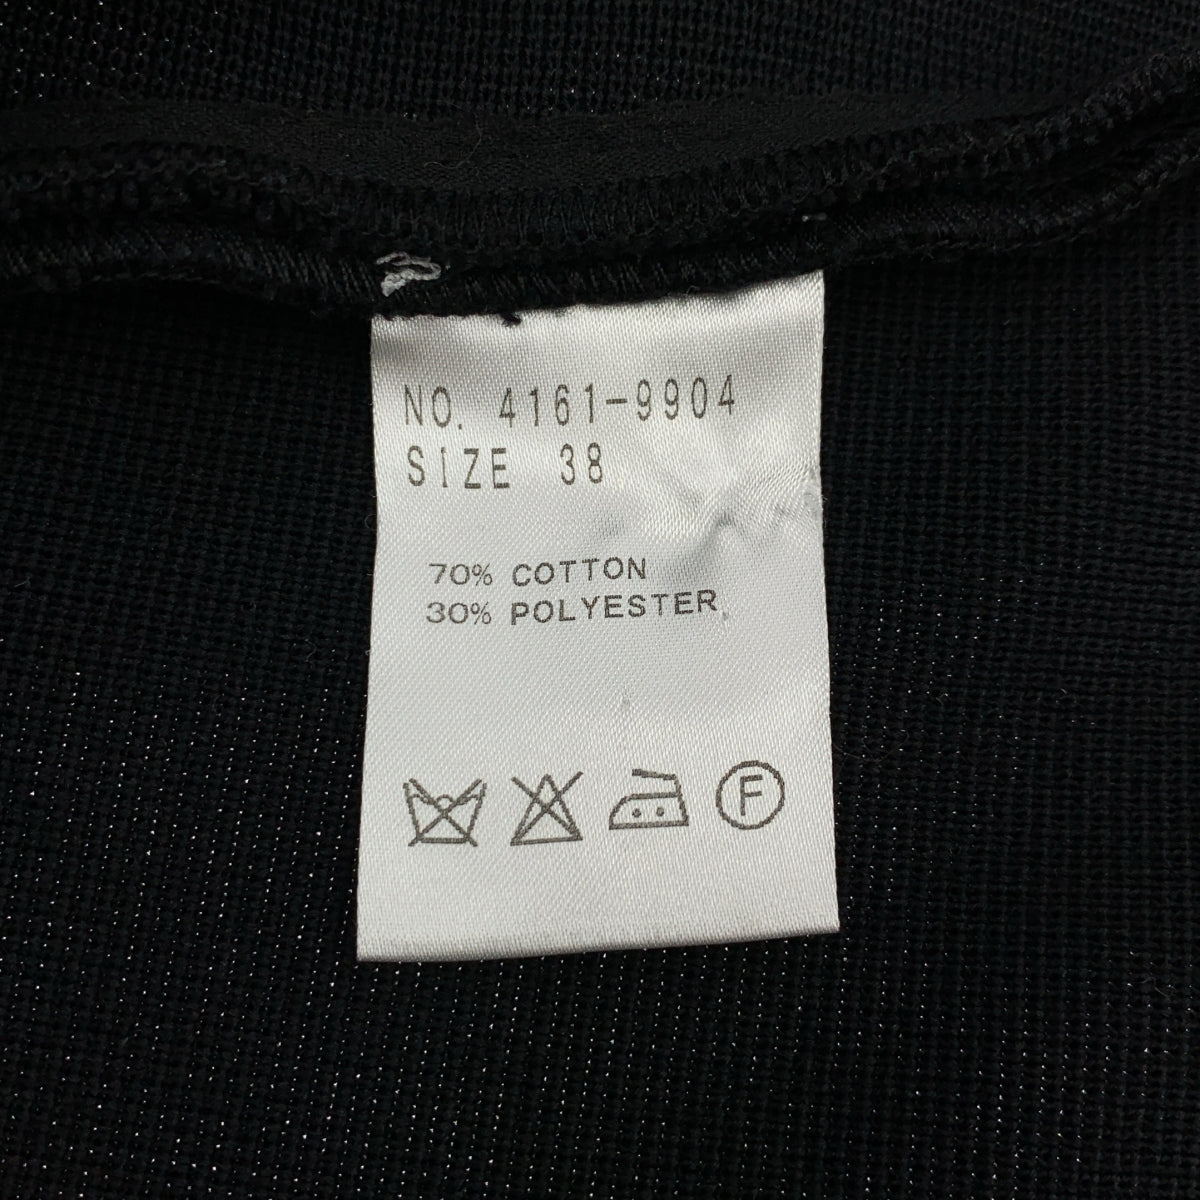 NO. 4161-9904
SIZE 38
70% COTTON
30% POLYESTER
F